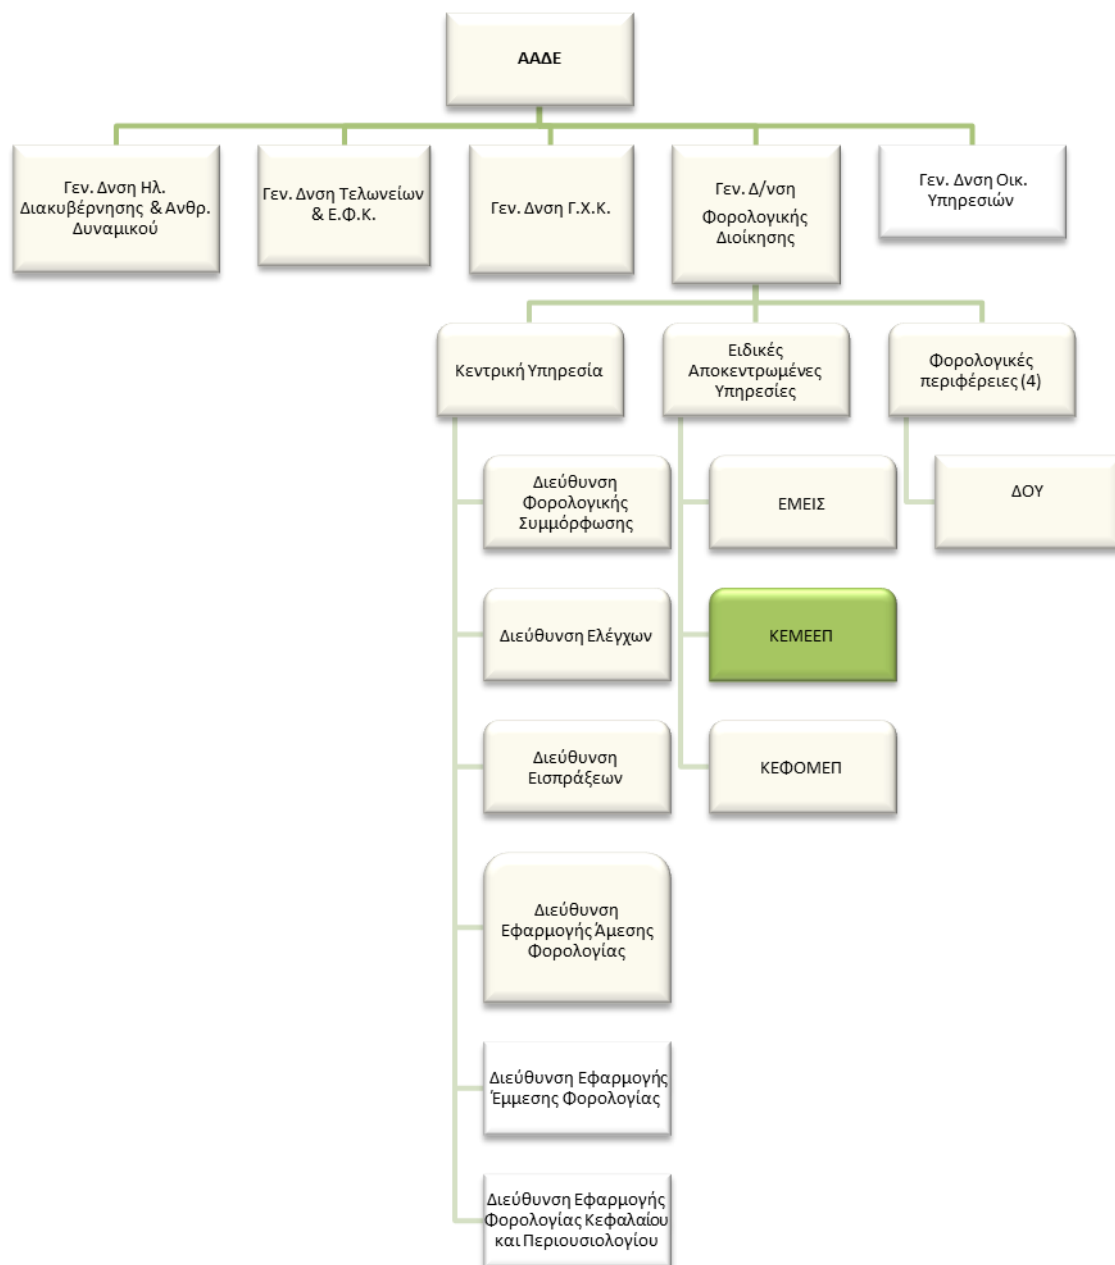 ΑΑΔΕ
Γεν. Δνση Ηλ.
Διακυβέρνησης & Ανθρ.
Δυναμικού
Γεν. Δνση Τελωνείων
& Ε.Φ.Κ.
Γεν. Δνση Γ.Χ.Κ.
Γεν. Δ/νση
Φορολογικής
Διοίκησης
Γεν. Δνση Οικ.
Υπηρεσιών
Κεντρική Υπηρεσία
Ειδικές
Αποκεντρωμένες
Υπηρεσίες
Φορολογικές
περιφέρειες (4)
Διεύθυνση
Φορολογικής
Συμμόρφωσης
ΕΜΕΙΣ
ΔΟΥ
Διεύθυνση Ελέγχων
ΚΕΜΕΕΠ
Διεύθυνση
Εισπράξεων
ΚΕΦΟΜΕΠ
Διεύθυνση
Εφαρμογής Άμεσης
Φορολογίας
Διεύθυνση Εφαρμογής
Έμμεσης Φορολογίας
Διεύθυνση Εφαρμογής
Φορολογίας Κεφαλαίου
και Περιουσιολογίου